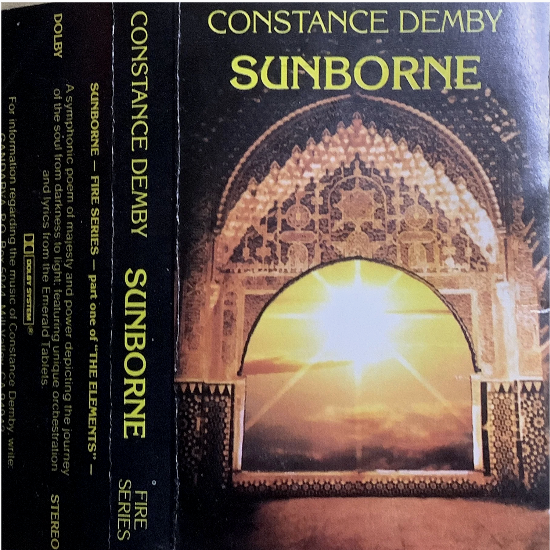 CONSTANCE DEMBY
SUNBORNE
CONSTANCE DEMBY SUNBORNE FIRE
SERIES
DOLBY STEREO
SUNBORNE — FIRE SERIES — part one of "THE ELEMENTS" —
A symphonic poem of majesty and power depicting the journey
of the soul from darkness to light, featuring unique orchestration
and lyrics from the Emerald Tablets.
DOLBY SYSTEM ®
For information regarding the music of Constance Demby, write: